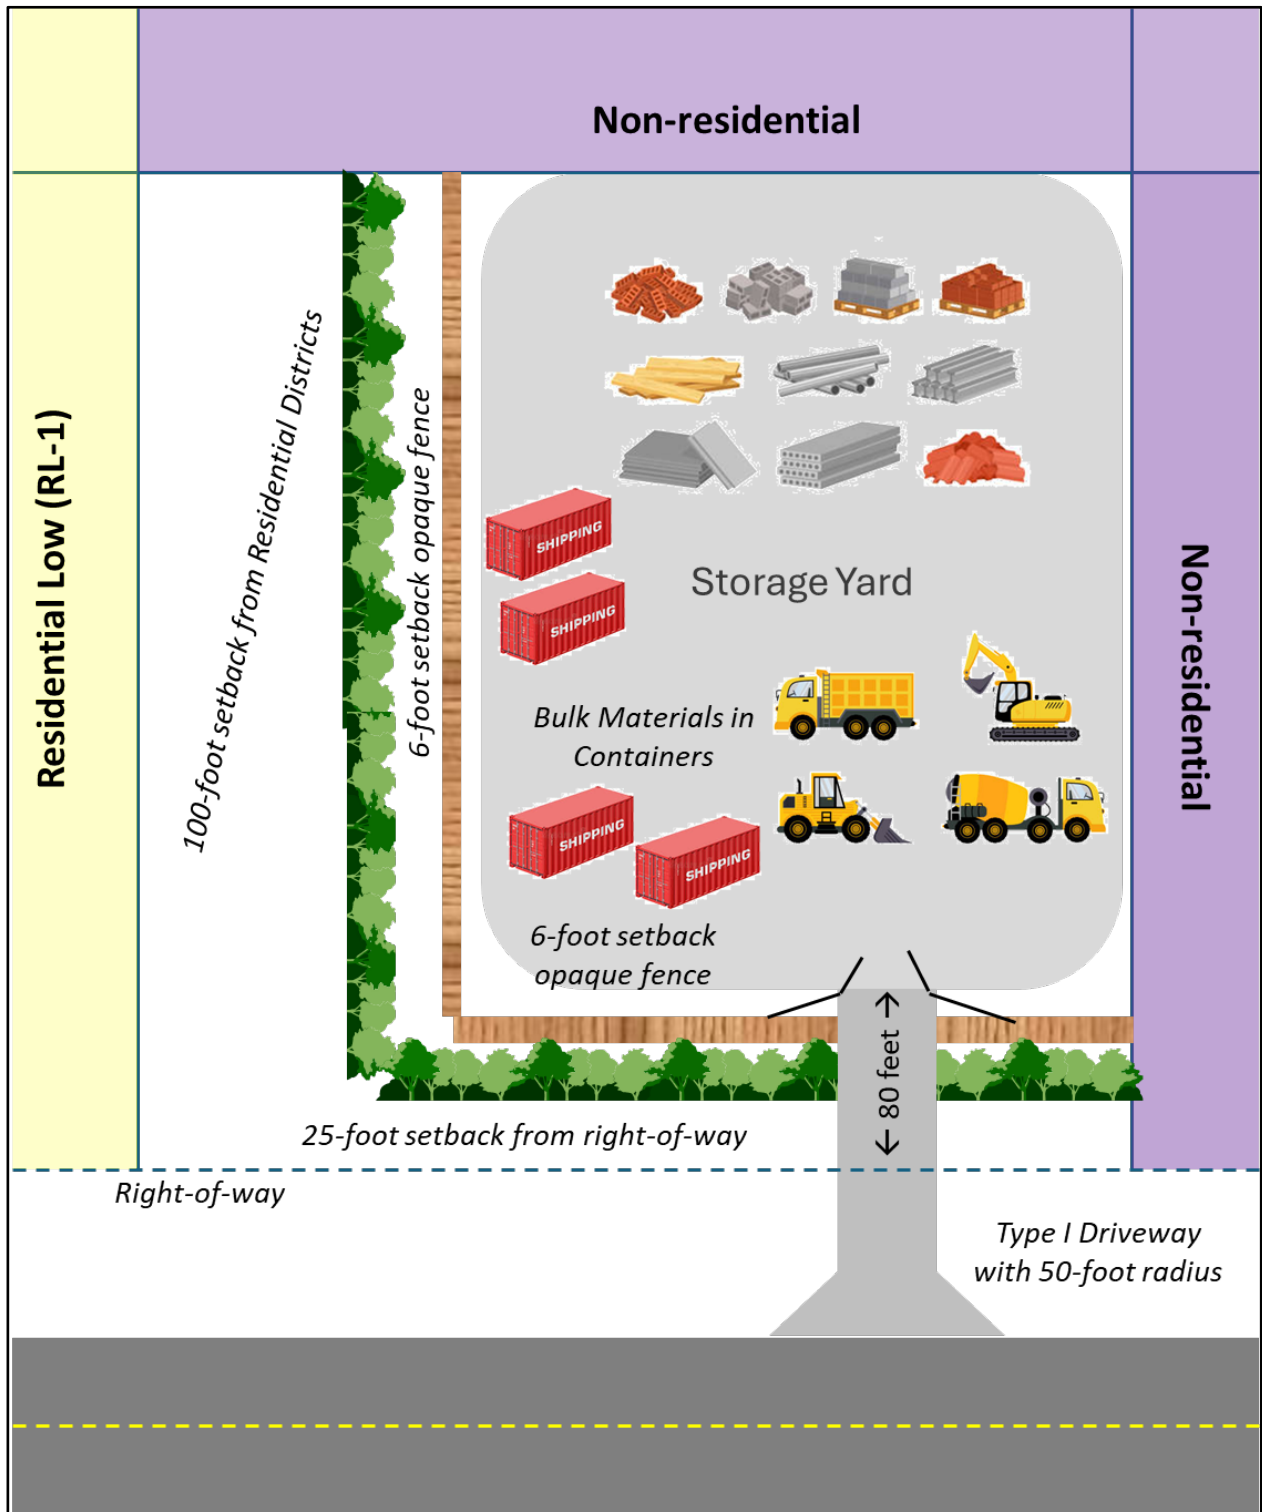 Non-residential
Residential Low (RL-1)
100-foot setback from Residential Districts
6-foot setback opaque fence
SHIPPING
SHIPPING
Storage Yard
Non-residential
Bulk Materials in
Containers
SHIPPING
SHIPPING
6-foot setback
opaque fence
80 feet
25-foot setback from right-of-way
Right-of-way
Type I Driveway
with 50-foot radius